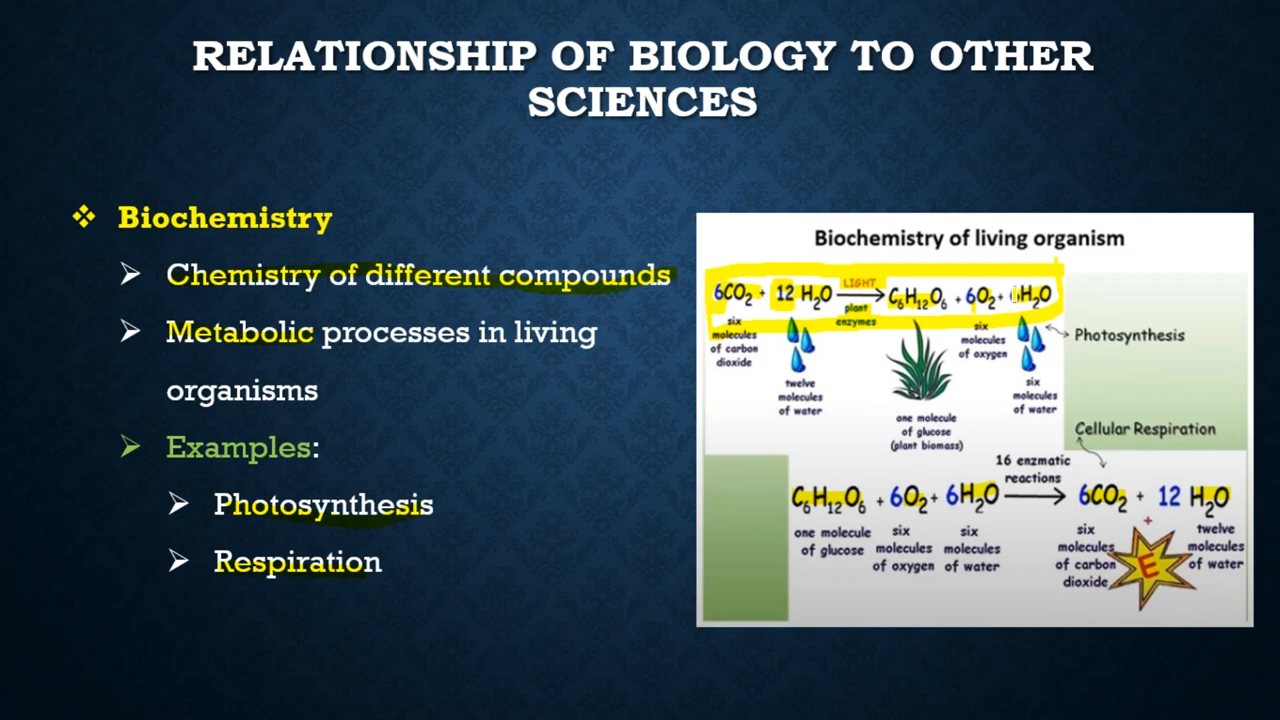 RELATIONSHIP OF BIOLOGY TO OTHER
SCIENCES
❖ Biochemistry
➢ Chemistry of different compounds
➢ Metabolic processes in living
organisms
➢ Examples:
➢ Photosynthesis
➢ Respiration
Biochemistry of living organism
6CO₂ + 12 H₂O LIGHT → plant enzymes C₆H₁₂O₆ + 6O₂ + 6H₂O
six molecules of carbon dioxide
twelve molecules of water
one molecule of glucose (plant biomass)
six molecules of oxygen
six molecules of water
Photosynthesis
Cellular Respiration
16 enzmatic reactions
C₆H₁₂O₆ + 6O₂ + 6H₂O → 6CO₂ + 12 H₂O
one molecule of glucose
six molecules of oxygen
six molecules of water
six molecules of carbon dioxide
+
E
twelve molecules of water